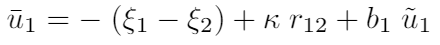 ū₁ = − (ξ₁ − ξ₂) + κ r₁₂ + b₁ ũ₁